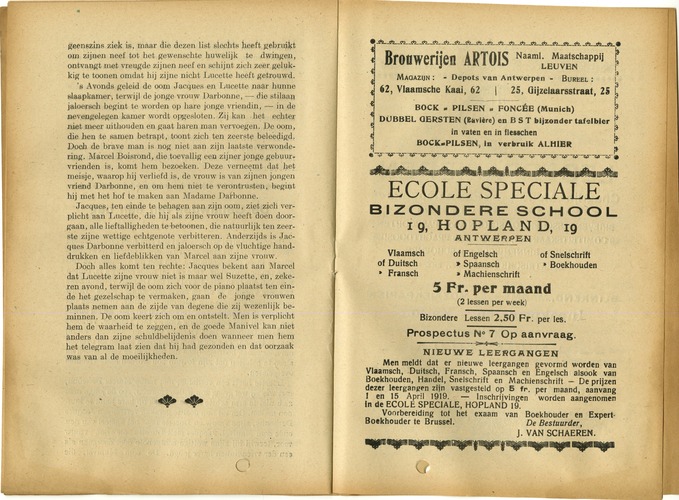 geenszins ziek is, maar die dezen list slechts heeft gebruikt
om zijnen neef tot het gewenschte huwelijk te dwingen,
ontvangt met vreugde zijnen neef en schijnt zich zeer geluk-
kig te toonen omdat hij zijne nicht Lucette heeft getrouwd.
's Avonds geleid de oom Jacques en Lucette naar hunne
slaapkamer, terwijl de jonge vrouw Darbonne, — die stilaan
jaloersch begint te worden op hare jonge vriendin, — in de
nevengelegen kamer wordt opgesloten. Zij kan het echter
niet meer uithouden en gaat haren man vervoegen. De oom,
die hen te samen betrapt, toont zich ten zeerste beleedigd.
Doch de brave man is nog niet aan zijn laatste verwonde-
ring. Marcel Boisrond, die toevallig een zijner jonge gebuur-
vrienden is, komt hem bezoeken. Deze verneemt dat het
meisje, waarop hij verliefd is, de vrouw is van zijnen jongen
vriend Darbonne, en om hem niet te verontrusten, begint
hij met het hof te maken aan Madame Darbonne.
Jacques, ten einde te behagen aan zijn oom, ziet zich ver-
plicht aan Lucette, die hij als zijne vrouw heeft doen door-
gaan, alle lieftalligheden te betoonen, die natuurlijk ten zeer-
ste zijne wettige echtgenote verbitteren. Anderzijds is Jac-
ques Darbonne verbitterd en jaloersch op de vluchtige hand-
drukken en liefdeblikken van Marcel aan zijne vrouw.
Doch alles komt ten rechte: Jacques bekent aan Marcel
dat Lucette zijne vrouw niet is maar wel Suzette, en, zeke-
ren avond, terwijl de oom zich voor de piano plaatst ten ein-
de het gezelschap te vermaken, gaan de jonge vrouwen
plaats nemen aan de zijde van degene die zij wezenlijk be-
minnen. De oom keert zich om en ontstelt. Men is verplicht
hem de waarheid te zeggen, en de goede Manivel kan niet
anders dan zijne schuldbelijdenis doen wanneer men hem
het telegram laat zien dat hij had gezonden en dat oorzaak
was van al de moeilijkheden.
Brouwerijen ARTOIS Naaml. Maatschappij
LEUVEN
MAGAZIJN : - Depots van Antwerpen - BUREEL :
62, Vlaamsche Kaai, 62 | 25, Gijzelaarsstraat, 25
BOCK - PILSEN - FONCÉE (Munich)
DUBBEL GERSTEN (Bavière) en B S T bijzonder tafelbier
in vaten en in flesschen
BOCK-PILSEN, in verbruik ALHIER
ECOLE SPECIALE
BIZONDERE SCHOOL
19, HOPLAND, 19
ANTWERPEN
Vlaamsch of Engelsch of Snelschrift
of Duitsch » Spaansch » Boekhouden
» Fransch » Machienschrift
5 Fr. per maand
(2 lessen per week)
Bizondere Lessen 2,50 Fr. per les.
Prospectus No 7 Op aanvraag.
NIEUWE LEERGANGEN
Men meldt dat er nieuwe leergangen gevormd worden van
Vlaamsch, Duitsch, Fransch, Spaansch en Engelsch alsook van
Boekhouden, Handel, Snelschrift en Machienschrift — De prijzen
dezer leergangen zijn vastgesteld op 5 fr. per maand, aanvang
1 en 15 April 1919. — Inschrijvingen worden aangenomen
in de ECOLE SPECIALE, HOPLAND 19.
Voorbereiding tot het exaam van Boekhouder en Expert-
Boekhouder te Brussel. De Bestuurder,
J. VAN SCHAEREN.